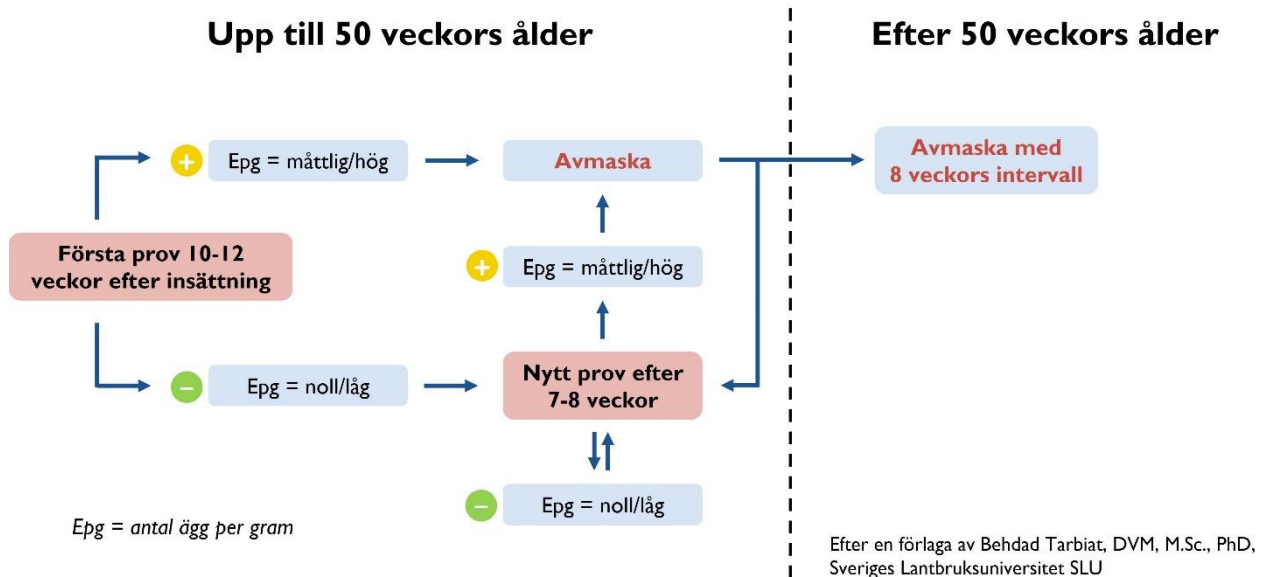 Upp till 50 veckors ålder
Efter 50 veckors ålder
+
Epg = måttlig/hög
Avmaska
Avmaska med
8 veckors intervall
Första prov 10-12
veckor efter insättning
+
Epg = måttlig/hög
–
Epg = noll/låg
Nytt prov efter
7-8 veckor
–
Epg = noll/låg
Epg = antal ägg per gram
Efter en förlaga av Behdad Tarbiat, DVM, M.Sc., PhD,
Sveriges Lantbruksuniversitet SLU